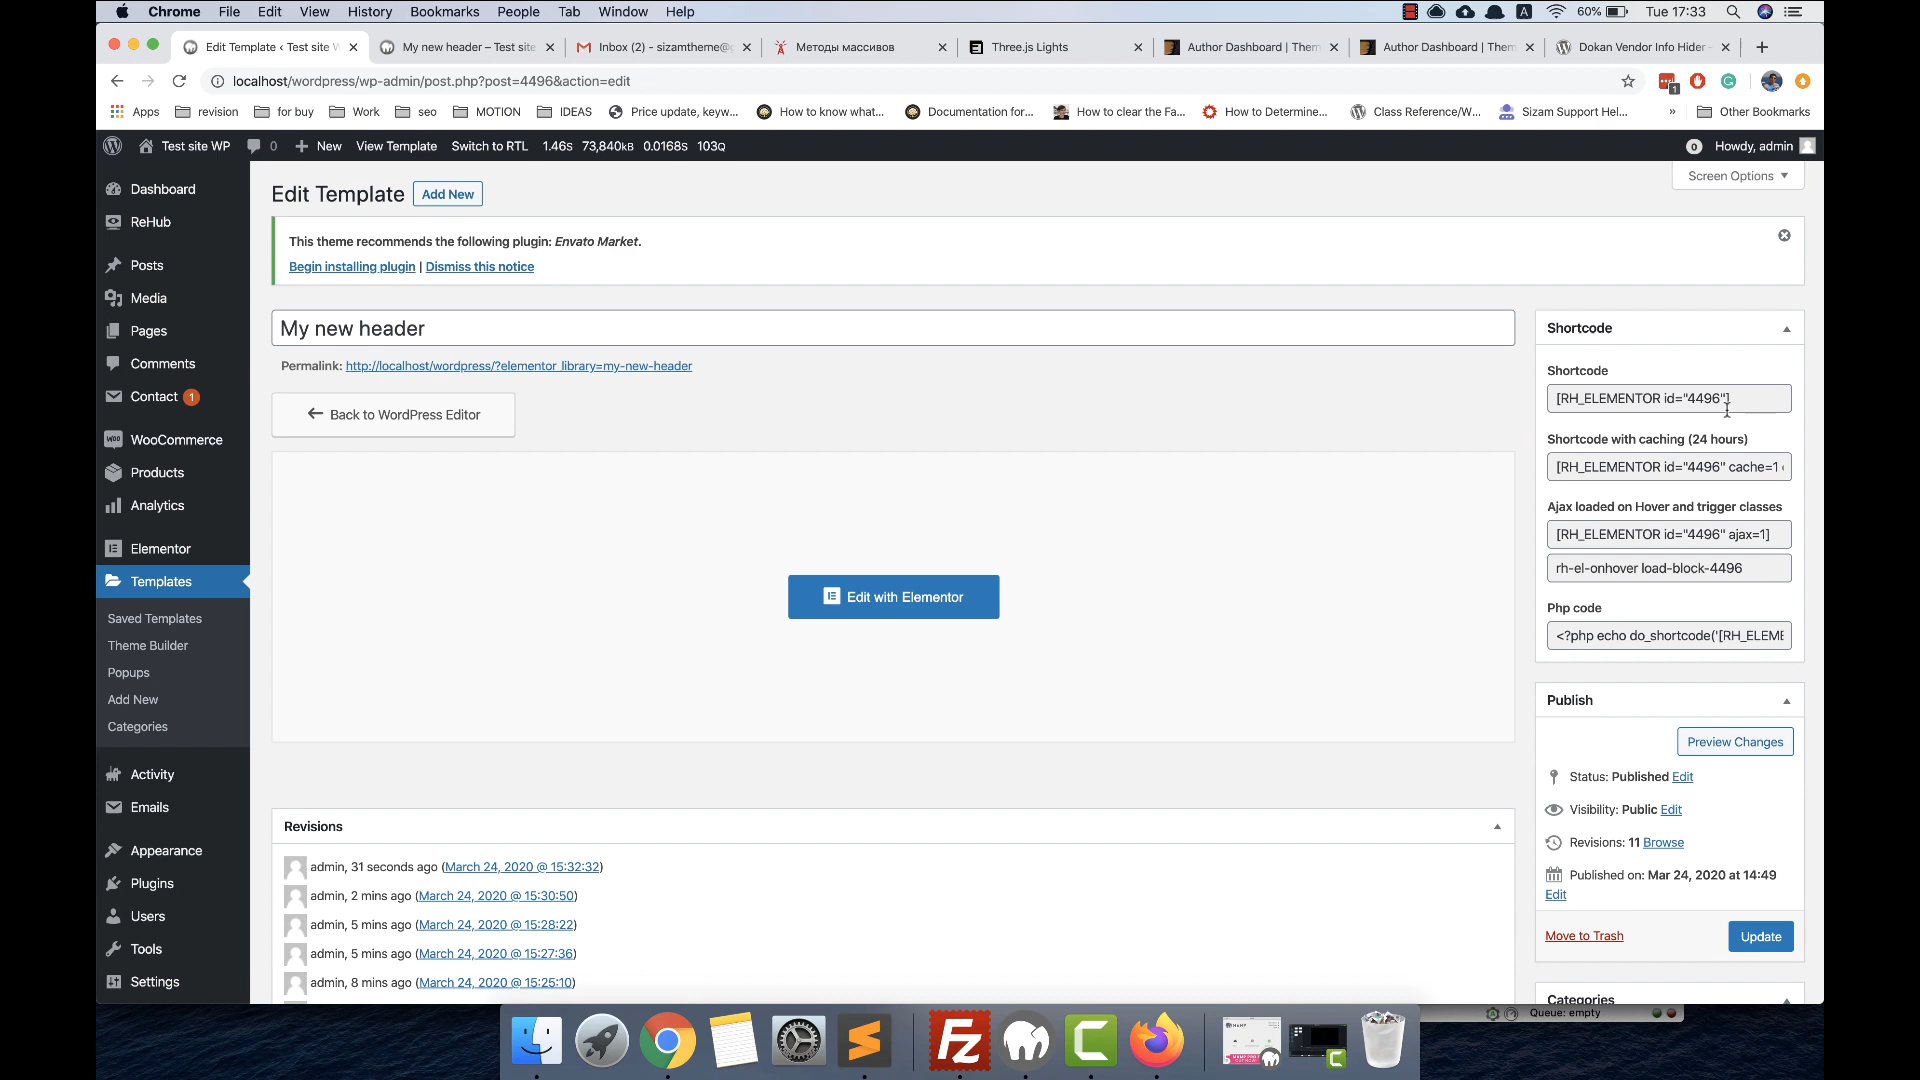 Chrome File Edit View History Bookmarks People Tab Window Help
A 60% Tue 17:33
Edit Template ‹ Test site W
My new header – Test site
Inbox (2) - sizamtheme@
Методы массивов
Three.js Lights
Author Dashboard | Them
Author Dashboard | Them
Dokan Vendor Info Hider -
localhost/wordpress/wp-admin/post.php?post=4496&action=edit
1
Apps revision for buy Work seo MOTION IDEAS Price update, keyw... How to know what... Documentation for... How to clear the Fa... How to Determine... Class Reference/W... Sizam Support Hel... » Other Bookmarks
Test site WP 0 New View Template Switch to RTL 1.46S 73,840kB 0.0168S 103Q
0 Howdy, admin
Dashboard
ReHub
Posts
Media
Pages
Comments
Contact 1
WooCommerce
Products
Analytics
Elementor
Templates
Saved Templates
Theme Builder
Popups
Add New
Categories
Activity
Emails
Appearance
Plugins
Users
Tools
Settings
Screen Options
Edit Template Add New
This theme recommends the following plugin: Envato Market.
Begin installing plugin | Dismiss this notice
My new header
Permalink: http://localhost/wordpress/?elementor_library=my-new-header
Back to WordPress Editor
Edit with Elementor
Revisions
admin, 31 seconds ago (March 24, 2020 @ 15:32:32)
admin, 2 mins ago (March 24, 2020 @ 15:30:50)
admin, 5 mins ago (March 24, 2020 @ 15:28:22)
admin, 5 mins ago (March 24, 2020 @ 15:27:36)
admin, 8 mins ago (March 24, 2020 @ 15:25:10)
Shortcode
Shortcode
[RH_ELEMENTOR id="4496"]
Shortcode with caching (24 hours)
[RH_ELEMENTOR id="4496" cache=1
Ajax loaded on Hover and trigger classes
[RH_ELEMENTOR id="4496" ajax=1]
rh-el-onhover load-block-4496
Php code
<?php echo do_shortcode('[RH_ELEME
Publish
Preview Changes
Status: Published Edit
Visibility: Public Edit
Revisions: 11 Browse
Published on: Mar 24, 2020 at 14:49
Edit
Move to Trash Update
Categories
Queue: empty